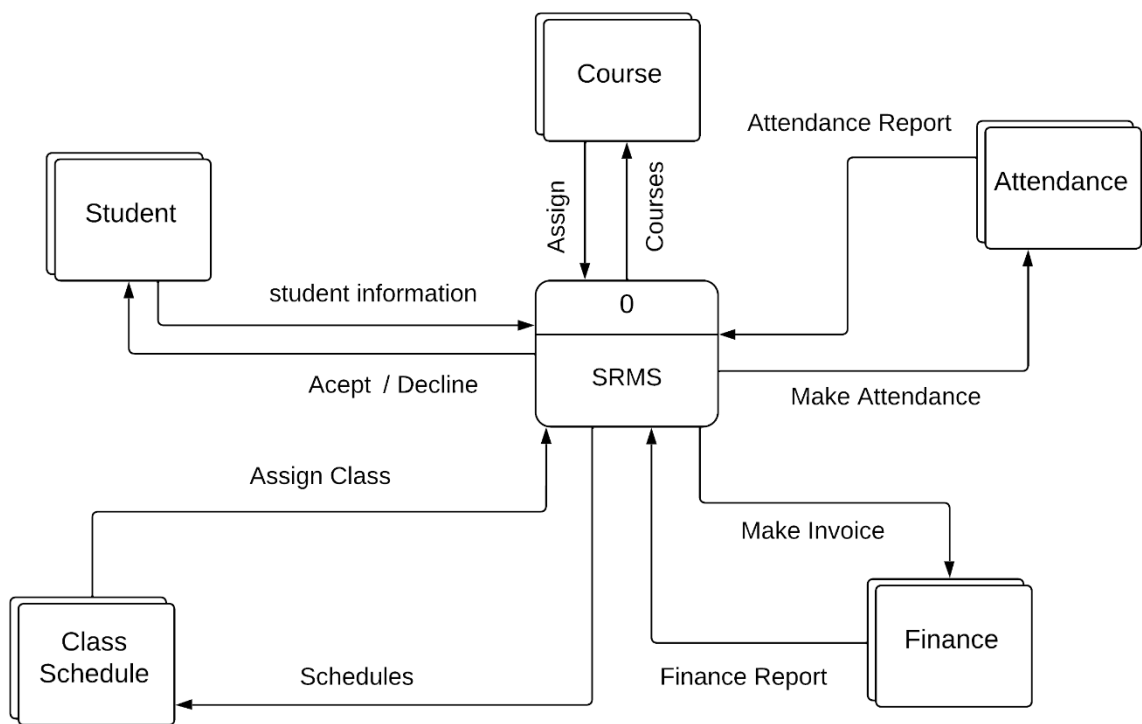 Course
Attendance Report
Attendance
Student
Assign
Courses
student information
0
SRMS
Acept / Decline
Make Attendance
Assign Class
Make Invoice
Class
Schedule
Finance
Schedules
Finance Report